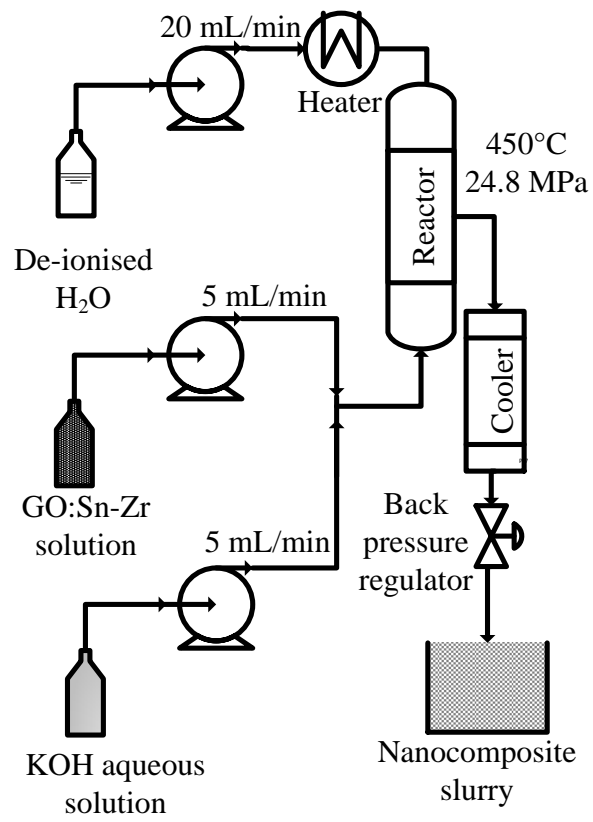 20 mL/min
Heater
De-ionised
H₂O
450°C
24.8 MPa
Reactor
5 mL/min
GO:Sn-Zr
solution
Cooler
5 mL/min
Back
pressure
regulator
KOH aqueous
solution
Nanocomposite
slurry